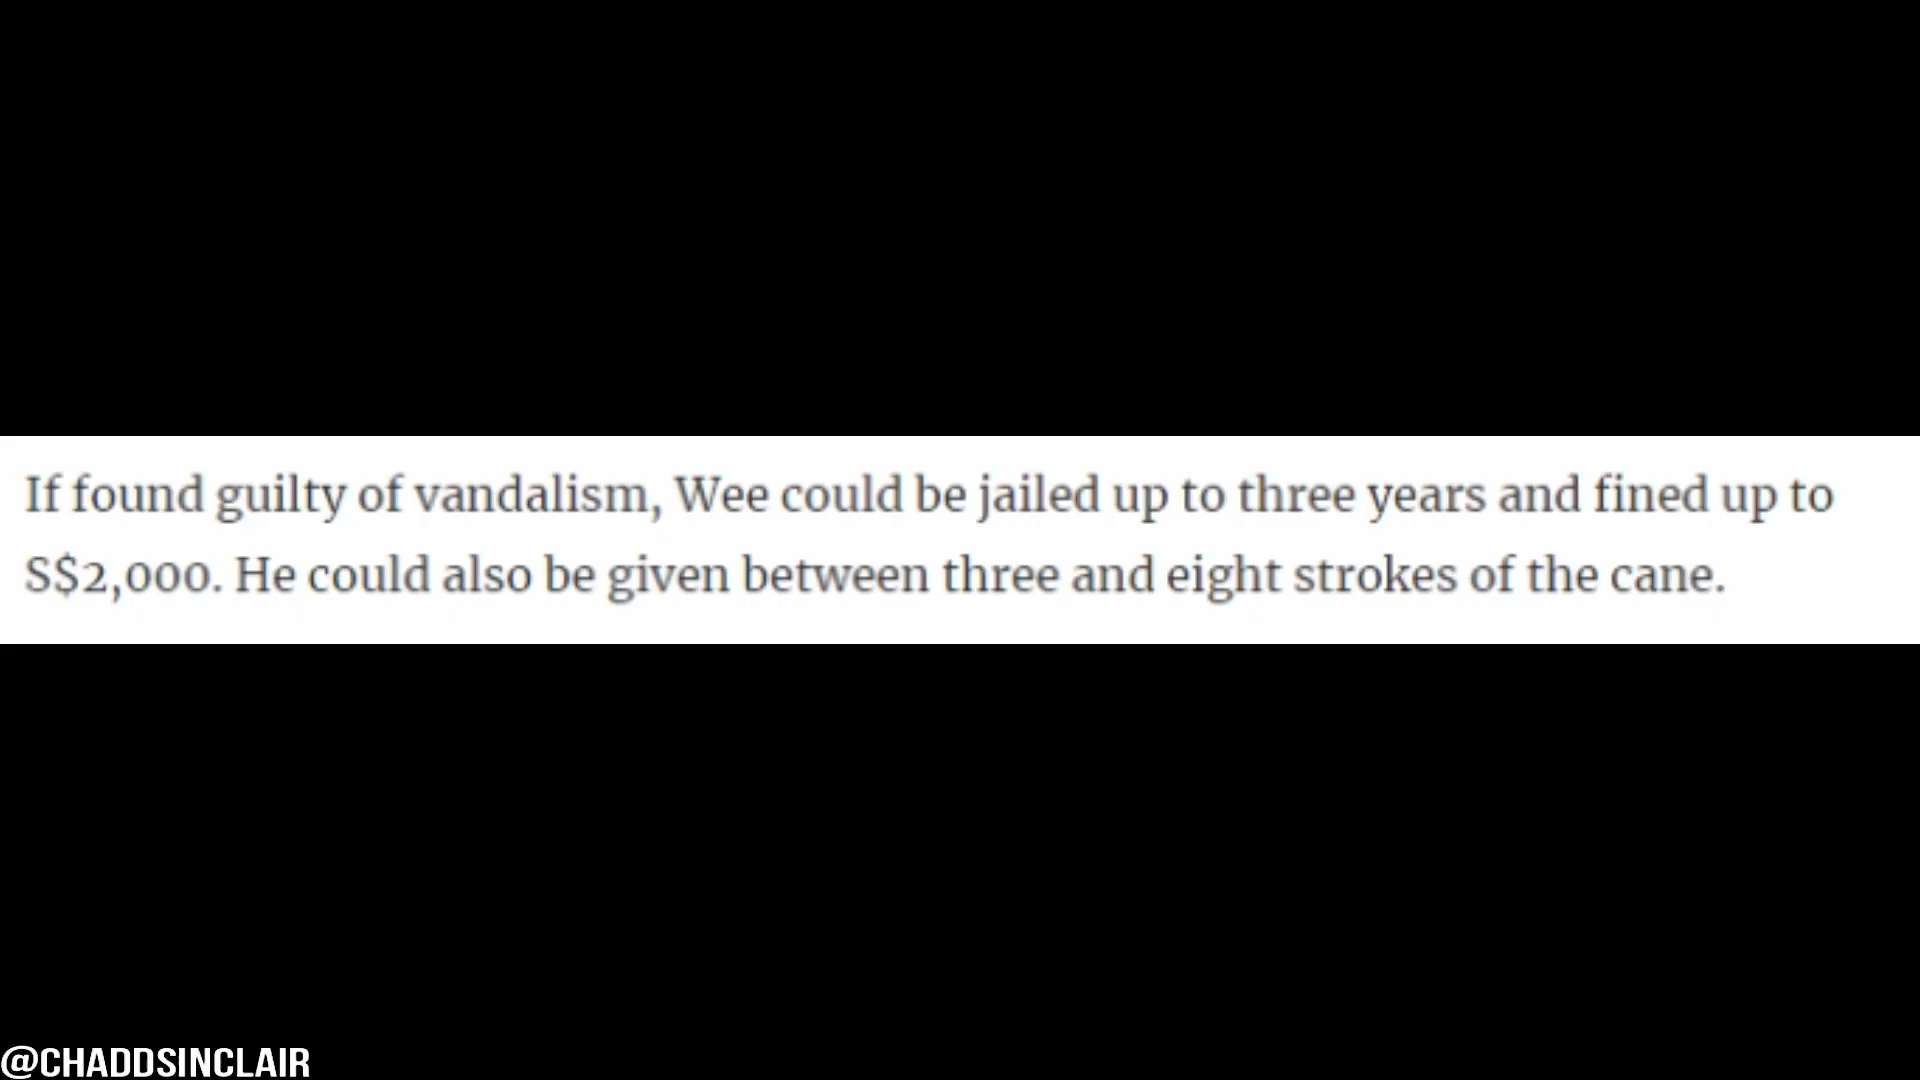 If found guilty of vandalism, Wee could be jailed up to three years and fined up to
S$2,000. He could also be given between three and eight strokes of the cane.
@CHADDSINCLAIR